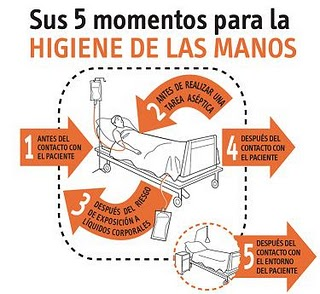 Sus 5 momentos para la
HIGIENE DE LAS MANOS
1
ANTES DEL
CONTACTO CON
EL PACIENTE
2
ANTES DE REALIZAR UNA
TAREA ASÉPTICA
3
DESPUÉS DEL RIESGO
DE EXPOSICIÓN A
LÍQUIDOS CORPORALES
4
DESPUÉS DEL
CONTACTO CON
EL PACIENTE
5
DESPUÉS DEL
CONTACTO CON
EL ENTORNO
DEL PACIENTE